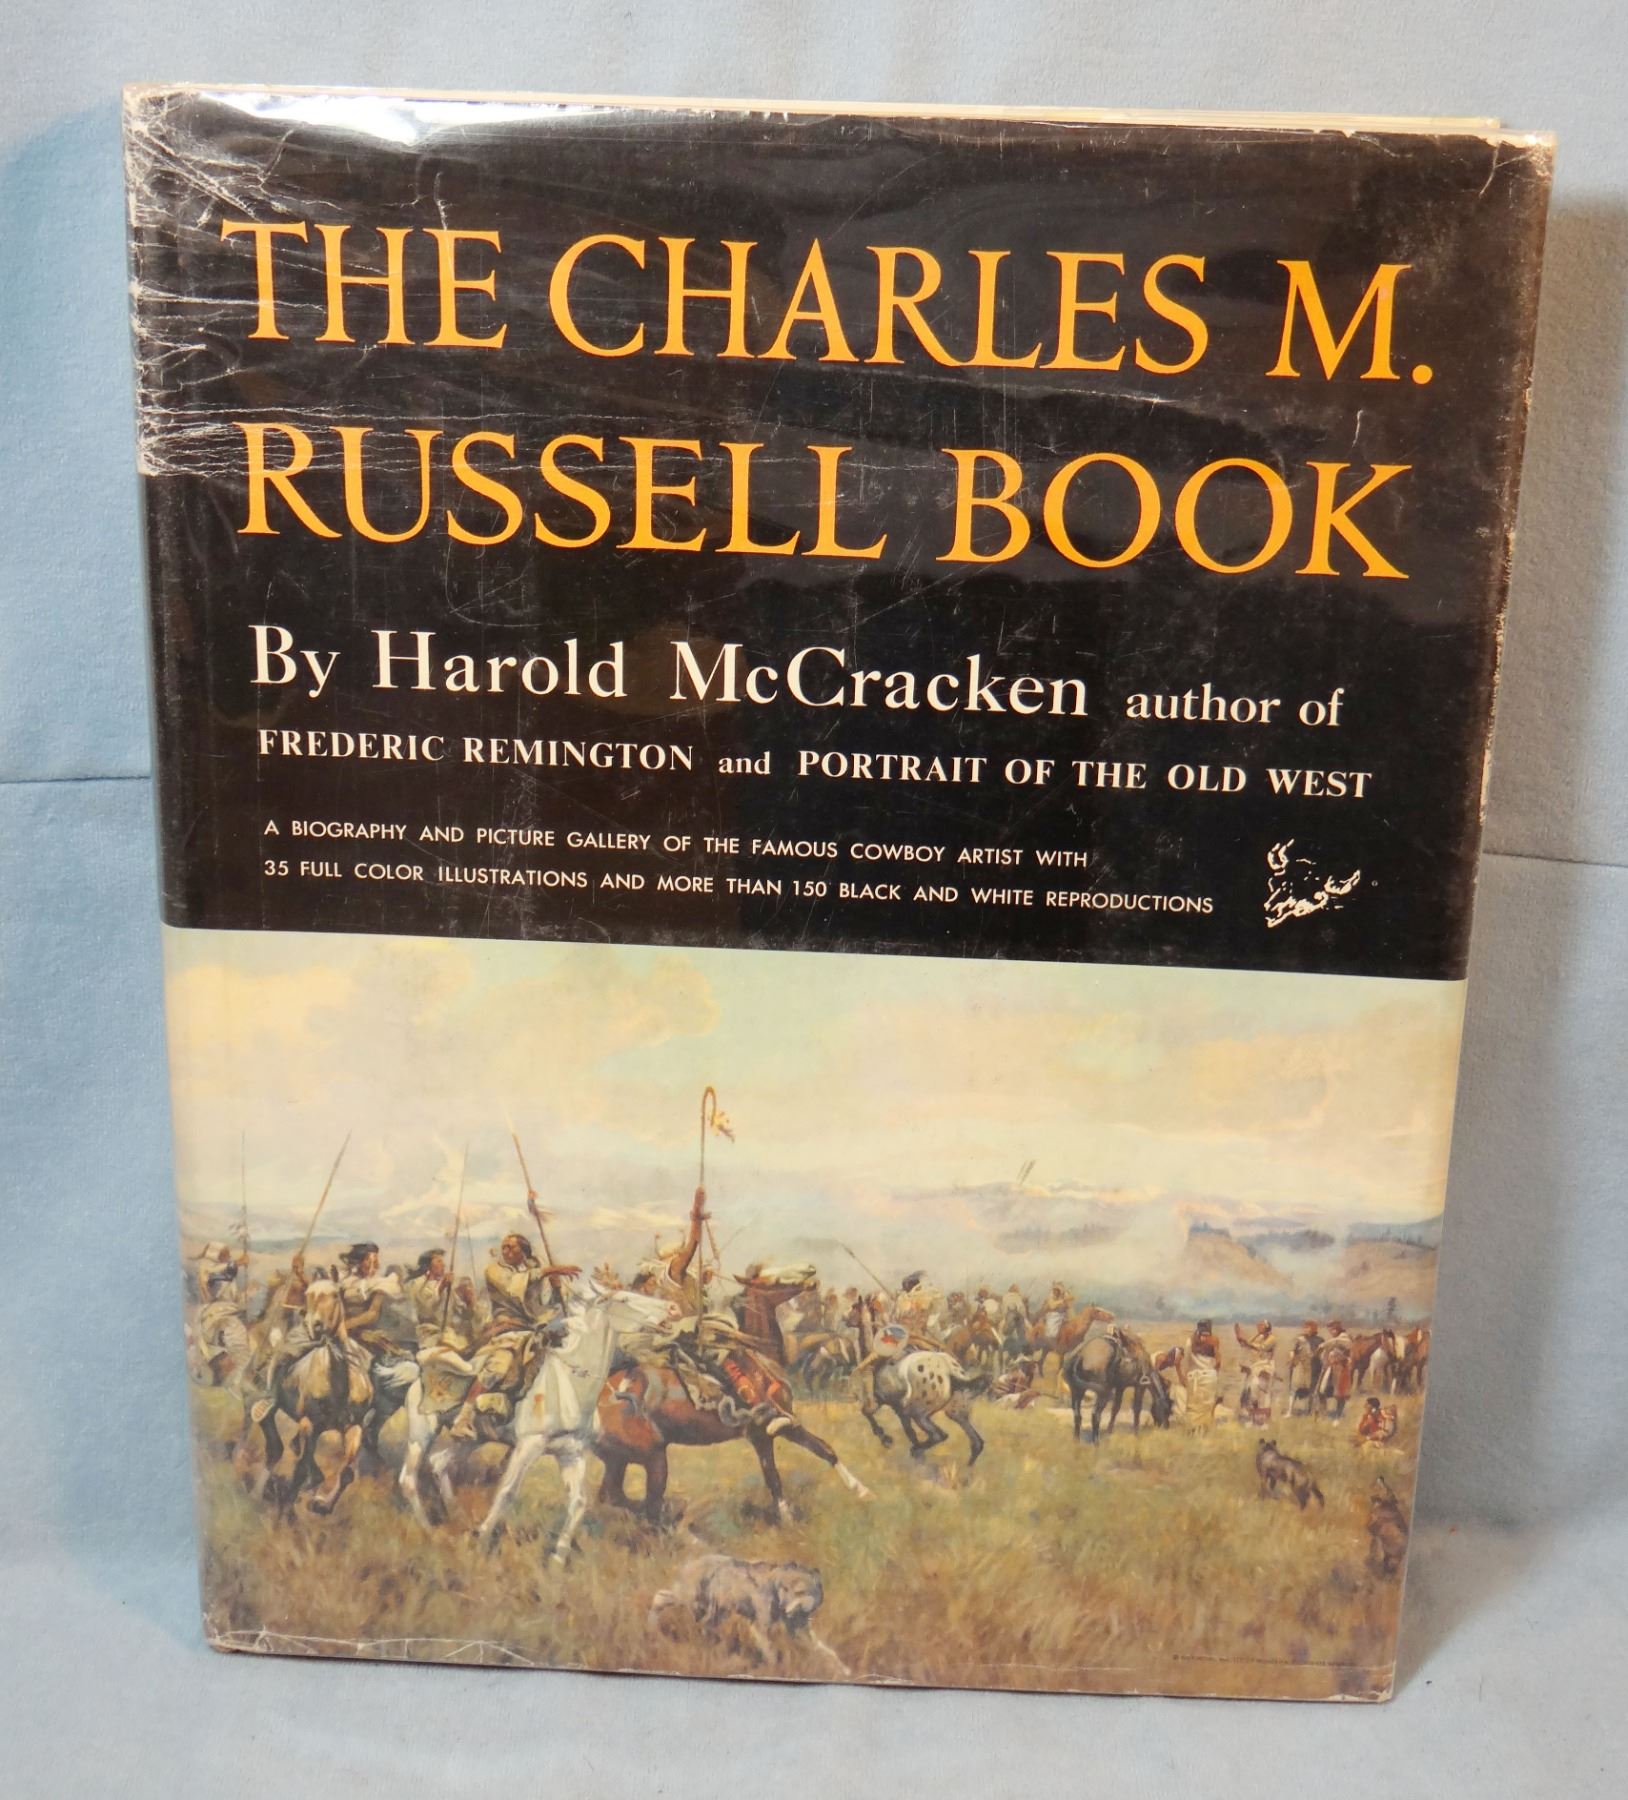 THE CHARLES M.
RUSSELL BOOK
By Harold McCracken author of
FREDERIC REMINGTON and PORTRAIT OF THE OLD WEST
A BIOGRAPHY AND PICTURE GALLERY OF THE FAMOUS COWBOY ARTIST WITH
35 FULL COLOR ILLUSTRATIONS AND MORE THAN 150 BLACK AND WHITE REPRODUCTIONS